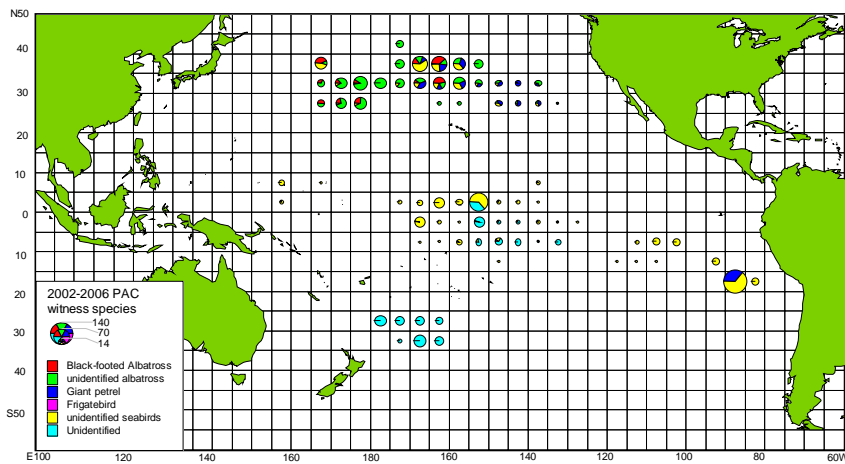 N50
40
30
20
10
0
10
20
30
40
S50
2002-2006 PAC
witness species
140
70
14
Black-footed Albatross
unidentified albatross
Giant petrel
Frigatebird
unidentified seabirds
Unidentified
E100 120 140 160 180 160 140 120 100 80 60W